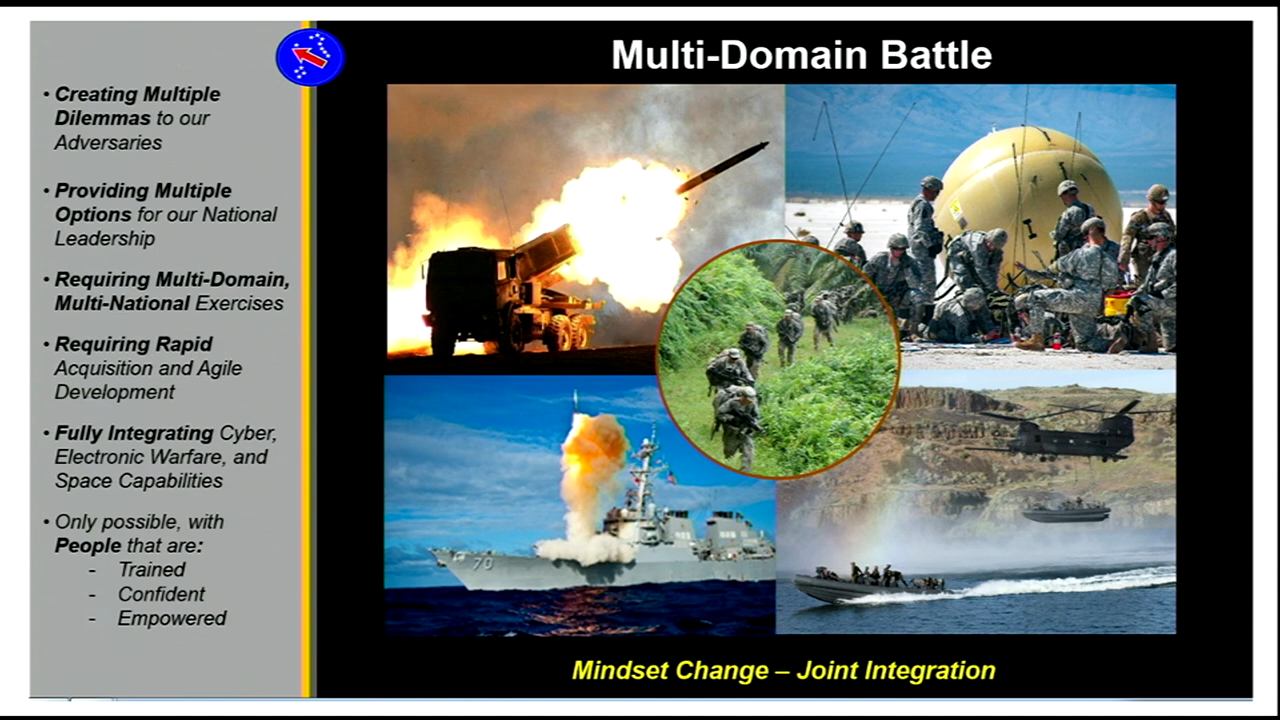 Multi-Domain Battle
• Creating Multiple
Dilemmas to our
Adversaries
• Providing Multiple
Options for our National
Leadership
• Requiring Multi-Domain,
Multi-National Exercises
• Requiring Rapid
Acquisition and Agile
Development
• Fully Integrating Cyber,
Electronic Warfare, and
Space Capabilities
• Only possible, with
People that are:
- Trained
- Confident
- Empowered
70
Mindset Change – Joint Integration